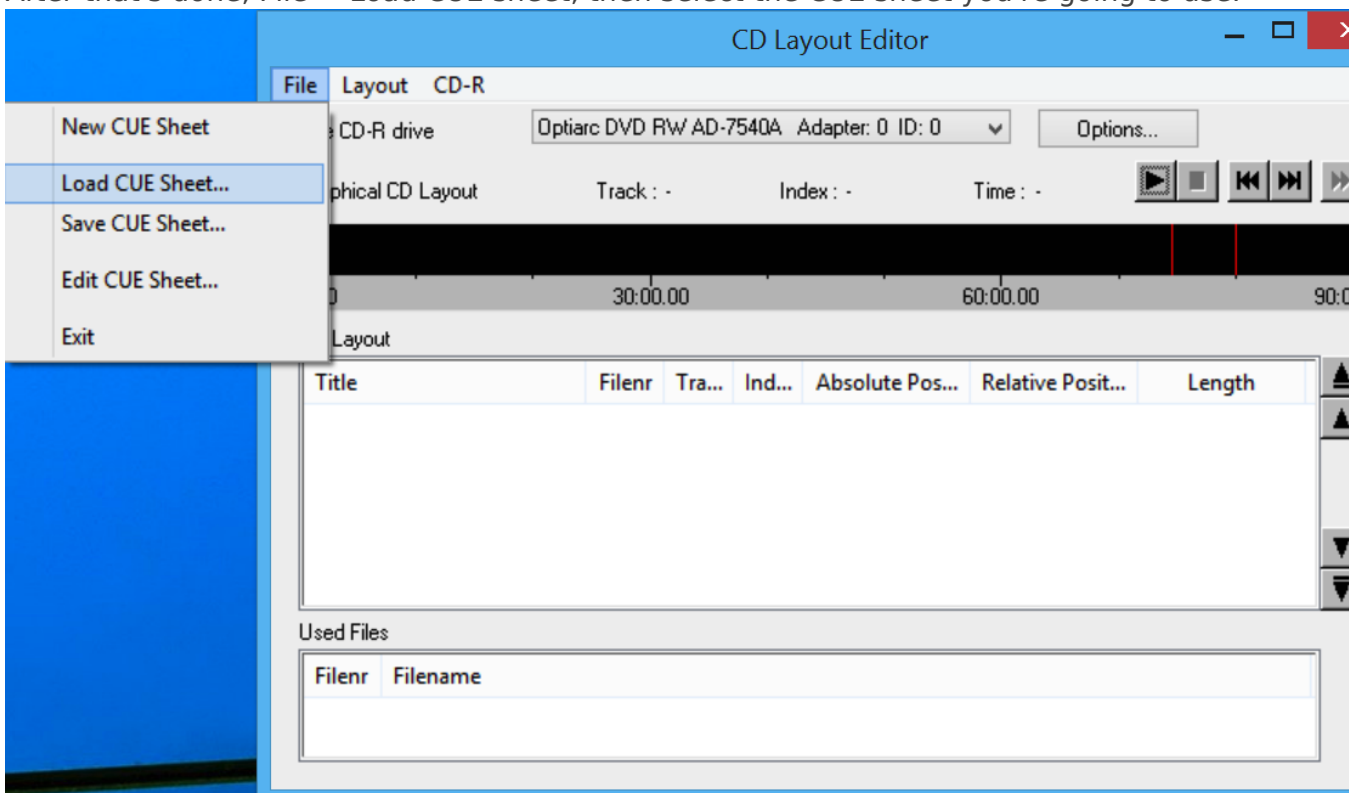 CD Layout Editor
File Layout CD-R
New CUE Sheet
Load CUE Sheet...
Save CUE Sheet...
Edit CUE Sheet...
Exit
CD-R drive
Optiarc DVD RW AD-7540A Adapter: 0 ID: 0
Options...
phical CD Layout
Track : -
Index : -
Time : -
30:00.00
60:00.00
90:0
Layout
Title Filenr Tra... Ind... Absolute Pos... Relative Posit... Length
Used Files
Filenr Filename